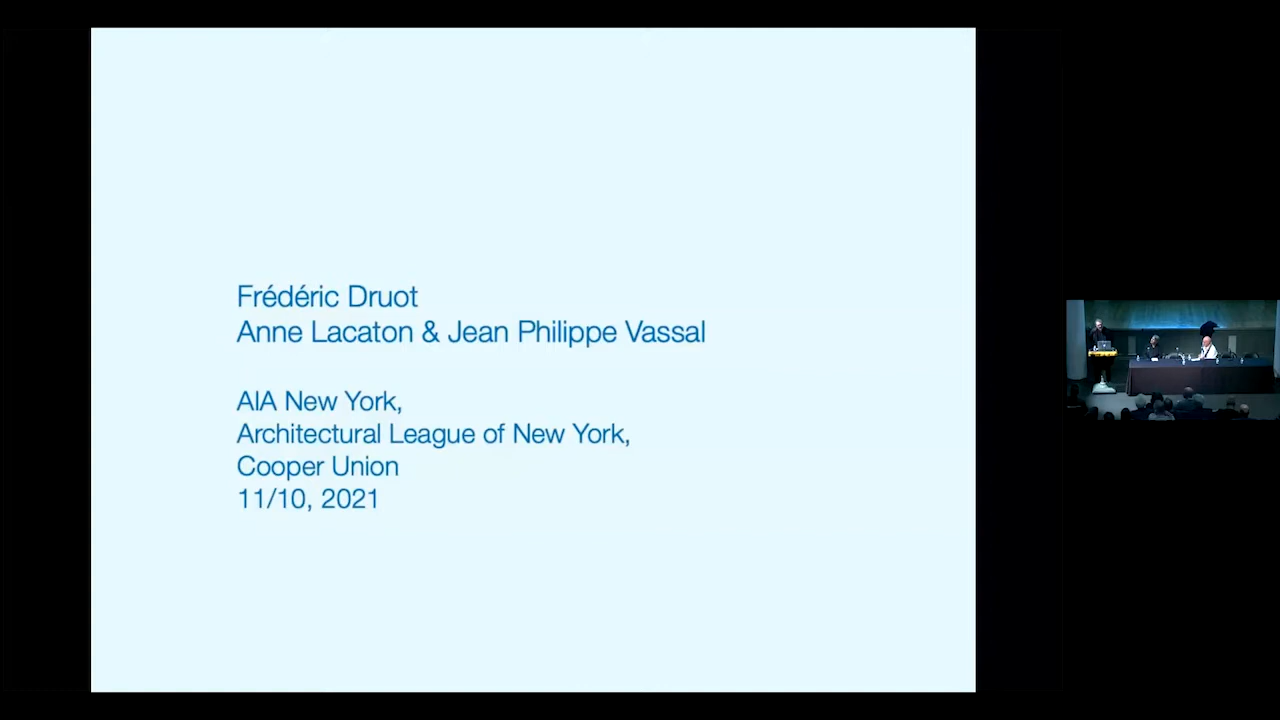 Frédéric Druot
Anne Lacaton & Jean Philippe Vassal
AIA New York,
Architectural League of New York,
Cooper Union
11/10, 2021